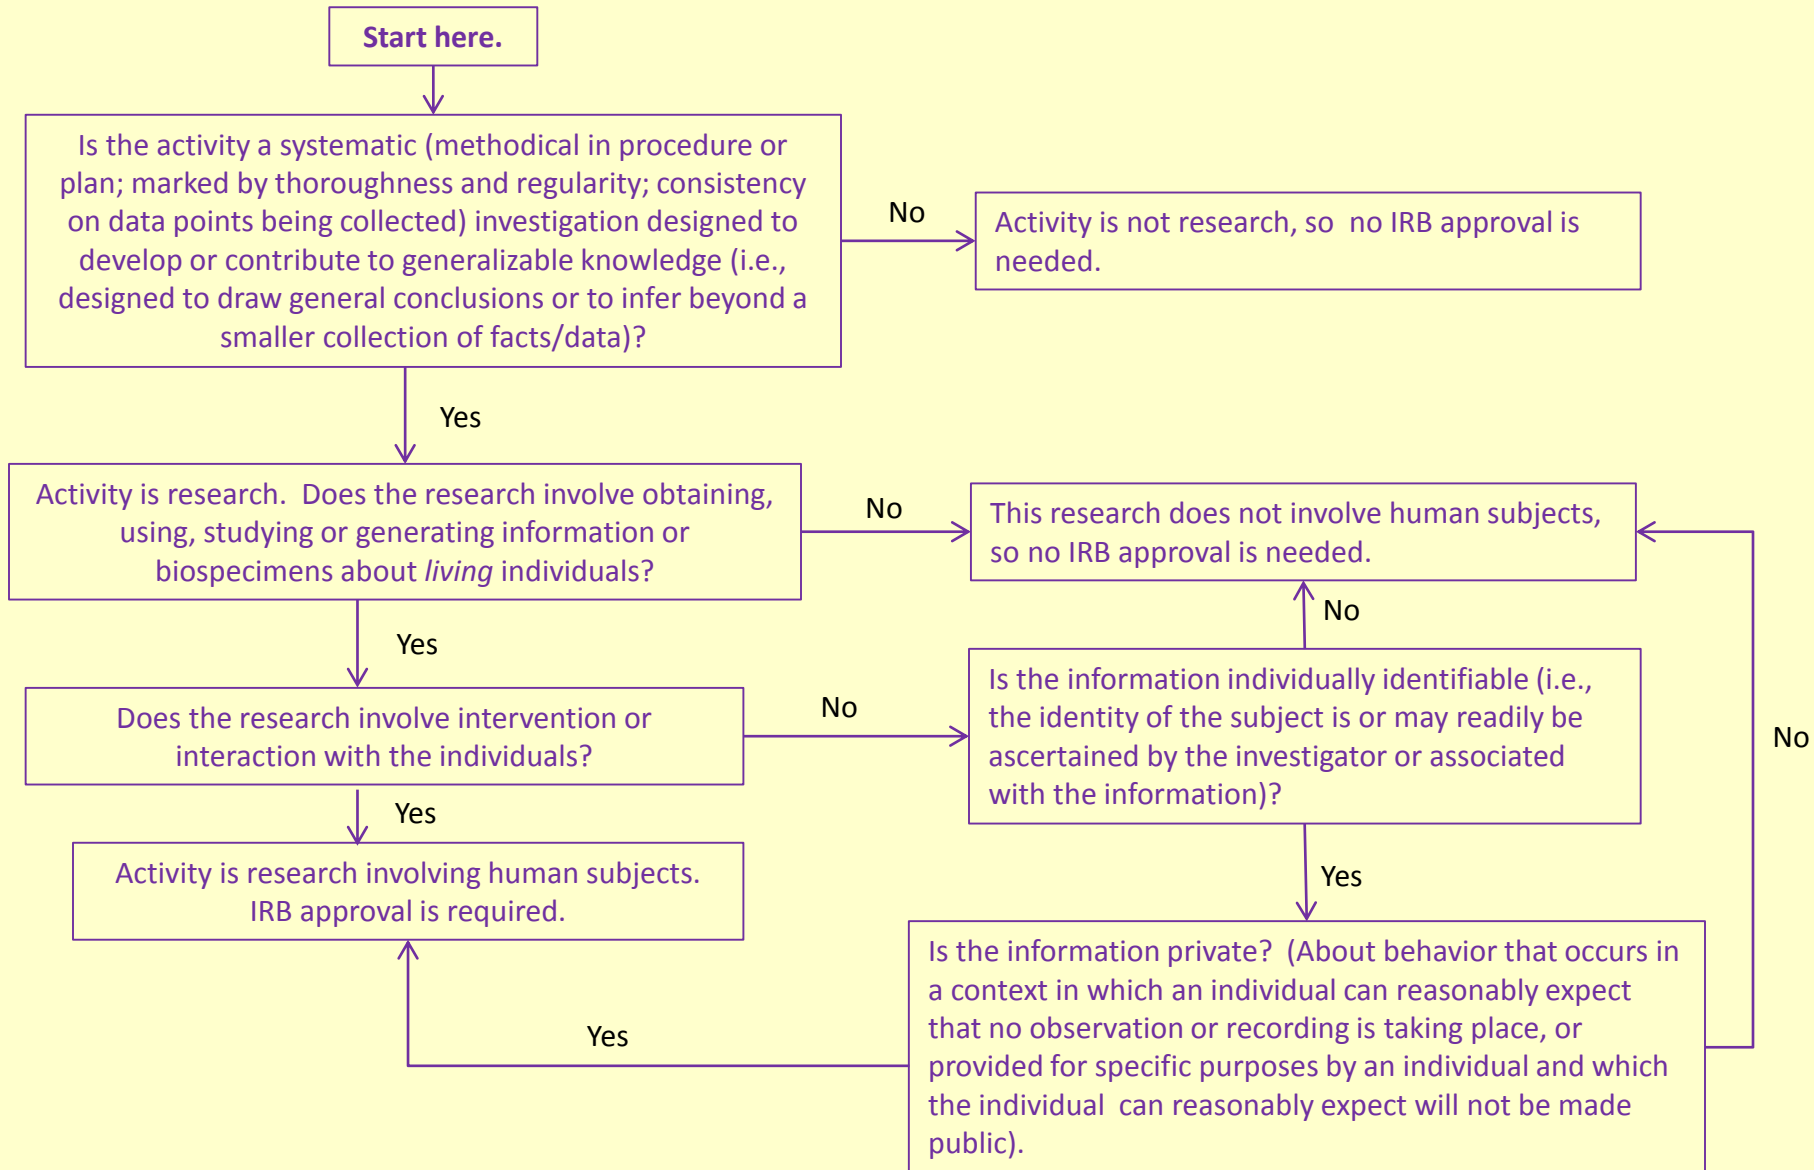 Start here.
Is the activity a systematic (methodical in procedure or
plan; marked by thoroughness and regularity; consistency
on data points being collected) investigation designed to
develop or contribute to generalizable knowledge (i.e.,
designed to draw general conclusions or to infer beyond a
smaller collection of facts/data)?
No
Activity is not research, so  no IRB approval is
needed.
Yes
Activity is research.  Does the research involve obtaining,
using, studying or generating information or
biospecimens about living individuals?
No
This research does not involve human subjects,
so no IRB approval is needed.
Yes
No
Does the research involve intervention or
interaction with the individuals?
No
Is the information individually identifiable (i.e.,
the identity of the subject is or may readily be
ascertained by the investigator or associated
with the information)?
No
Yes
Activity is research involving human subjects.
IRB approval is required.
Yes
Is the information private?  (About behavior that occurs in
a context in which an individual can reasonably expect
that no observation or recording is taking place, or
provided for specific purposes by an individual and which
the individual  can reasonably expect will not be made
public).
Yes